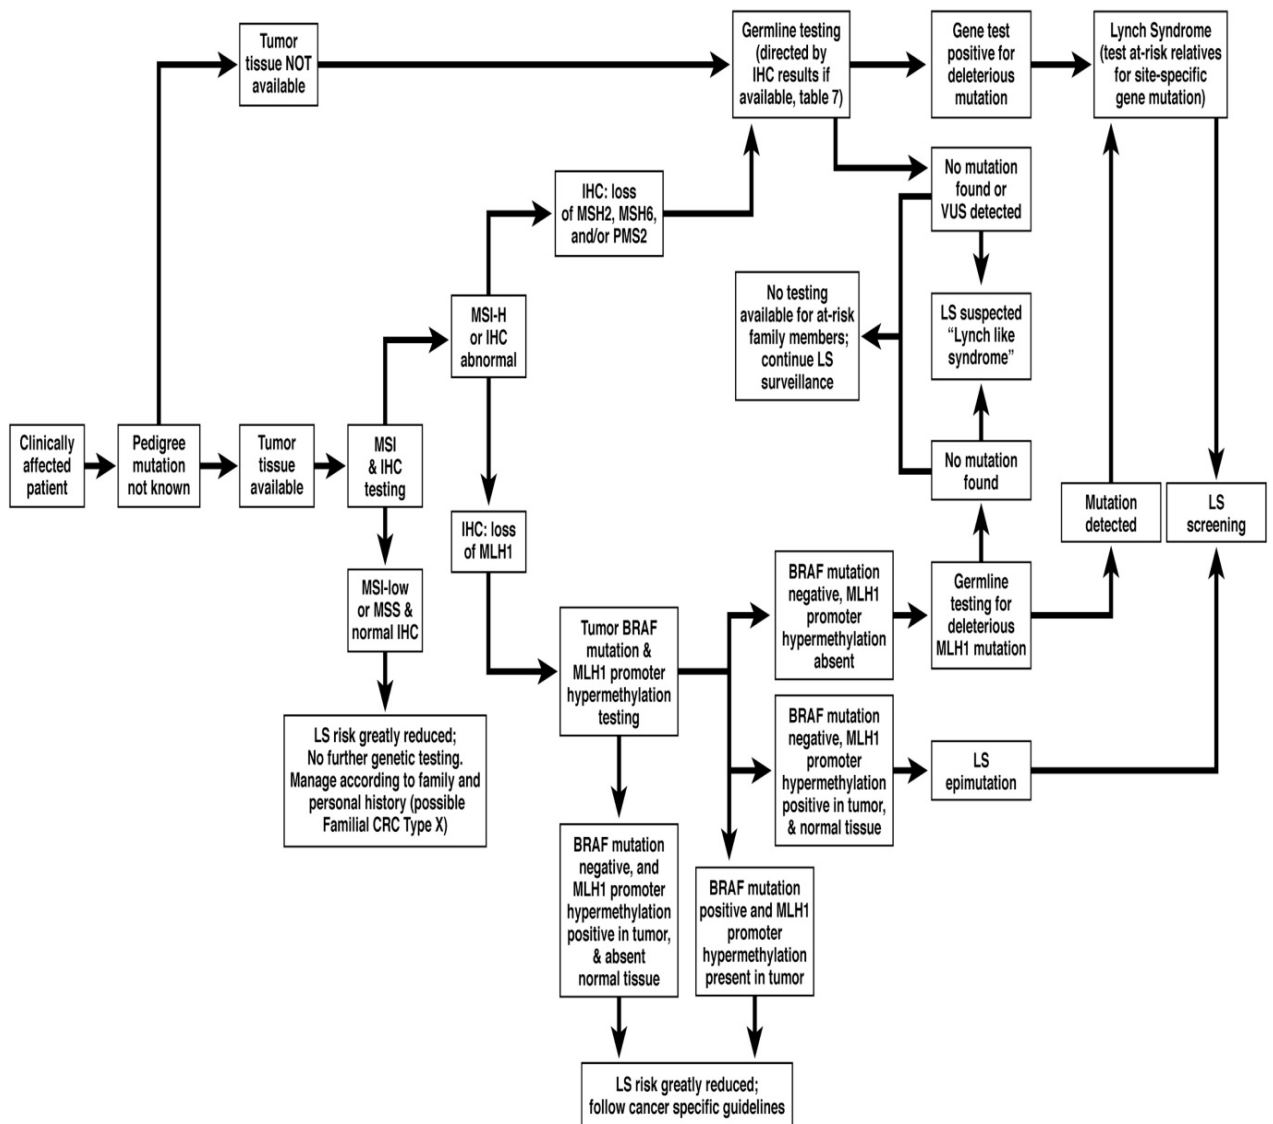 Tumor
tissue NOT
available
Germline testing
(directed by
IHC results if
available, table 7)
Gene test
positive for
deleterious
mutation
Lynch Syndrome
(test at-risk relatives
for site-specific
gene mutation)
No mutation
found or
VUS detected
IHC: loss
of MSH2, MSH6,
and/or PMS2
No testing
available for at-risk
family members;
continue LS
surveillance
LS suspected
“Lynch like
syndrome”
MSI-H
or IHC
abnormal
Clinically
affected
patient
Pedigree
mutation
not known
Tumor
tissue
available
MSI
& IHC
testing
No mutation
found
Mutation
detected
LS
screening
IHC: loss
of MLH1
MSI-low
or MSS &
normal IHC
BRAF mutation
negative, MLH1
promoter
hypermethylation
absent
Germline
testing for
deleterious
MLH1 mutation
Tumor BRAF
mutation &
MLH1 promoter
hypermethylation
testing
LS risk greatly reduced;
No further genetic testing.
Manage according to family and
personal history (possible
Familial CRC Type X)
BRAF mutation
negative, MLH1
promoter
hypermethylation
positive in tumor,
& normal tissue
LS
epimutation
BRAF mutation
negative, and
MLH1 promoter
hypermethylation
positive in tumor,
& absent
normal tissue
BRAF mutation
positive and MLH1
promoter
hypermethylation
present in tumor
LS risk greatly reduced;
follow cancer specific guidelines